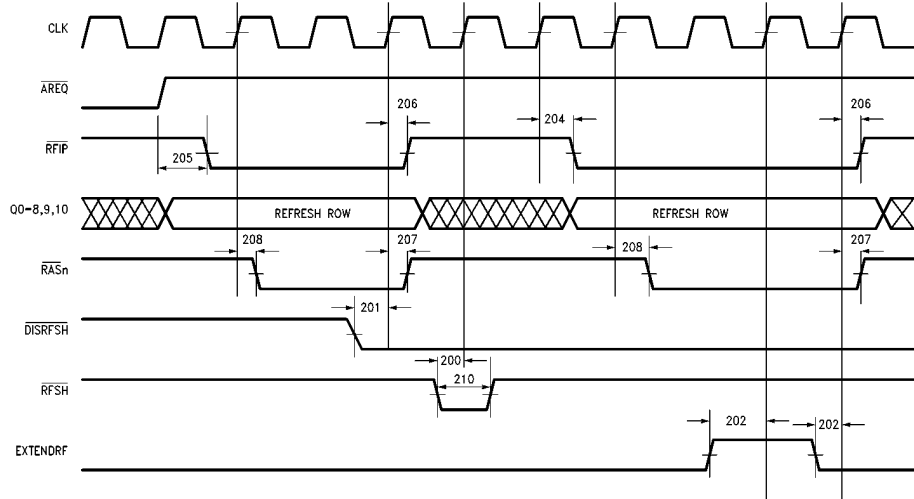 CLK
AREQ
206
204
206
RFIP
205
Q0-8,9,10
REFRESH ROW
REFRESH ROW
208
207
208
207
RASn
201
DISRFSH
200
210
RFSH
202
202
EXTENDRF